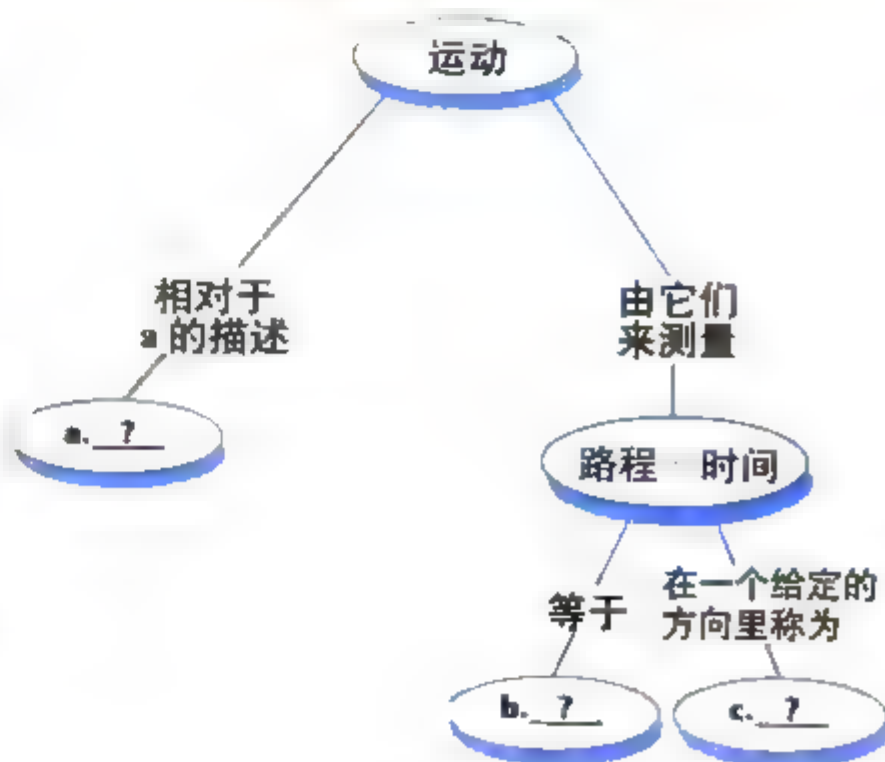 运动
相对于
a 的描述
由它们
来测量
a. ?
路程 时间
等于
在一个给定的
方向里称为
b. ?
c. ?